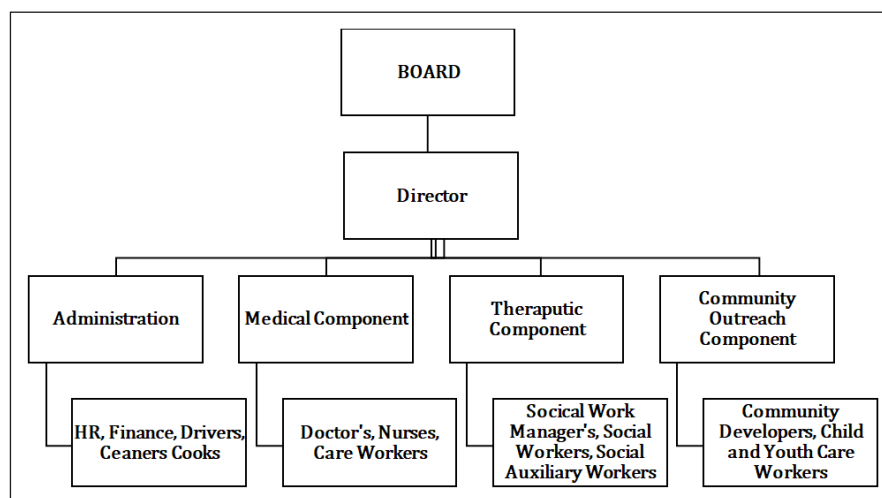 BOARD
Director
Administration
Medical Component
Theraputic
Component
Community
Outreach
Component
HR, Finance, Drivers,
Ceaners Cooks
Doctor's, Nurses,
Care Workers
Socical Work
Manager's, Social
Workers, Social
Auxiliary Workers
Community
Developers, Child
and Youth Care
Workers